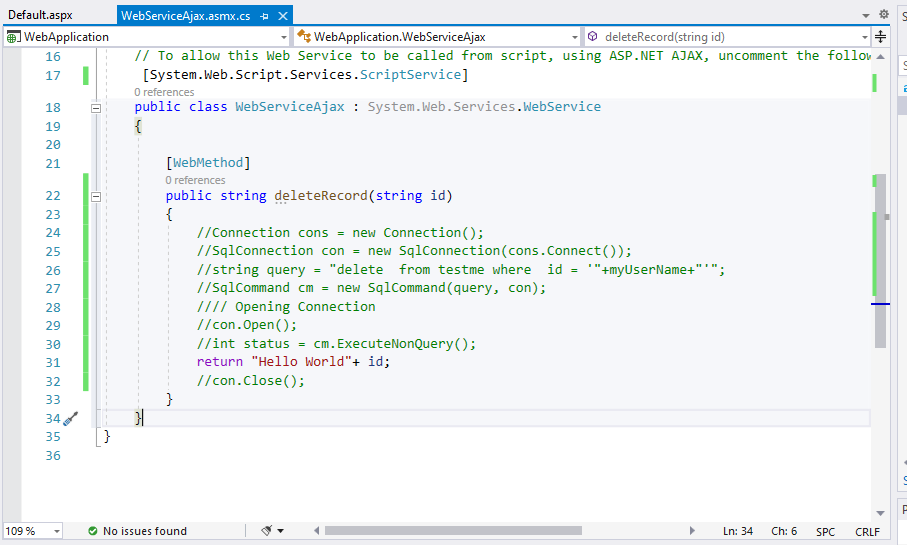 Default.aspx
WebServiceAjax.asmx.cs
WebApplication
WebApplication.WebServiceAjax
deleteRecord(string id)
16 // To allow this Web Service to be called from script, using ASP.NET AJAX, uncomment the follow
17 [System.Web.Script.Services.ScriptService]
0 references
18 public class WebServiceAjax : System.Web.Services.WebService
19 {
20
21 [WebMethod]
0 references
22 public string deleteRecord(string id)
23 {
24 //Connection cons = new Connection();
25 //SqlConnection con = new SqlConnection(cons.Connect());
26 //string query = "delete  from testme where  id = '"+myUserName+"'";
27 //SqlCommand cm = new SqlCommand(query, con);
28 //// Opening Connection
29 //con.Open();
30 //int status = cm.ExecuteNonQuery();
31 return "Hello World"+ id;
32 //con.Close();
33 }
34 }
35 }
36
109 %
No issues found
Ln: 34
Ch: 6
SPC
CRLF